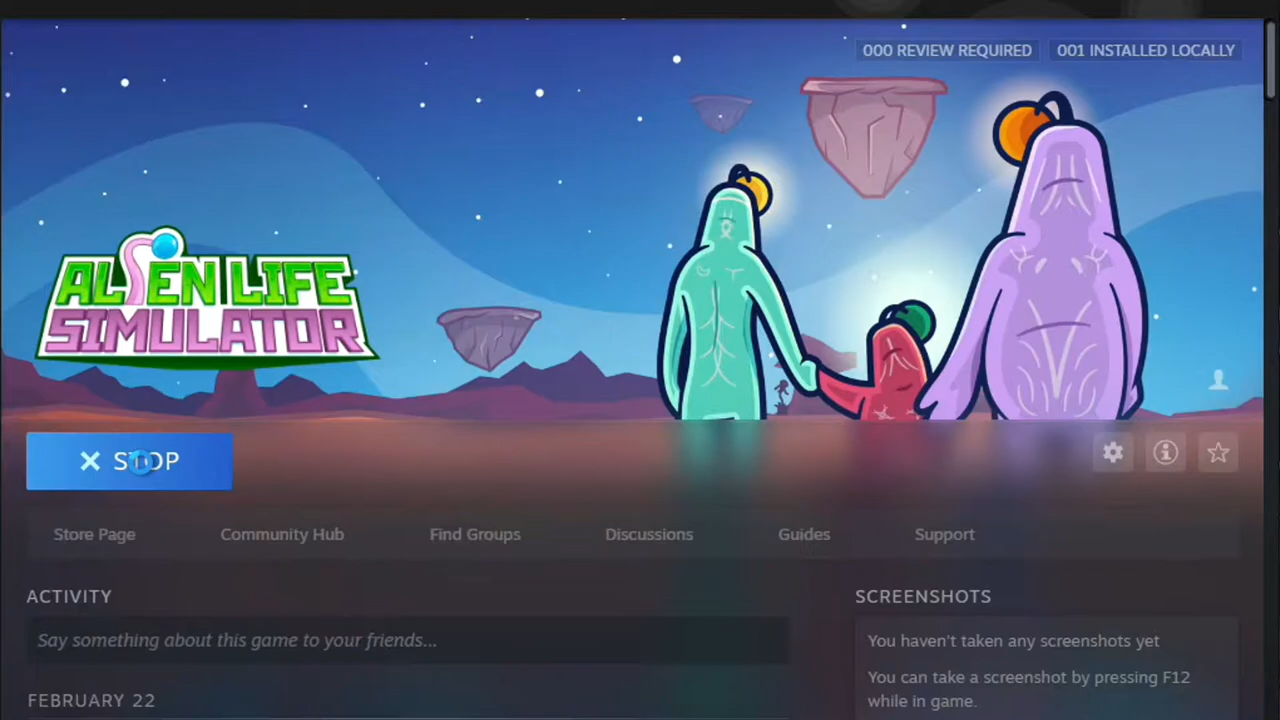 000 REVIEW REQUIRED 001 INSTALLED LOCALLY
ALIEN LIFE
SIMULATOR
STOP
Store Page Community Hub Find Groups Discussions Guides Support
ACTIVITY
Say something about this game to your friends...
FEBRUARY 22
SCREENSHOTS
You haven't taken any screenshots yet
You can take a screenshot by pressing F12
while in game.